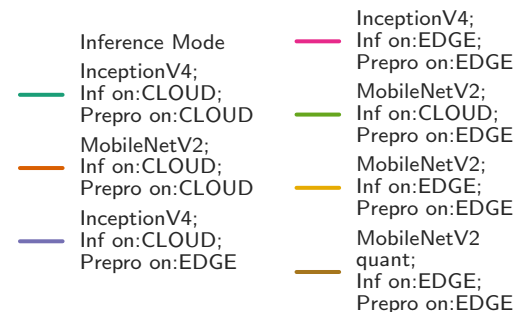 Inference Mode
InceptionV4;
Inf on:CLOUD;
Prepro on:CLOUD
MobileNetV2;
Inf on:CLOUD;
Prepro on:CLOUD
InceptionV4;
Inf on:CLOUD;
Prepro on:EDGE
InceptionV4;
Inf on:EDGE;
Prepro on:EDGE
MobileNetV2;
Inf on:CLOUD;
Prepro on:EDGE
MobileNetV2;
Inf on:EDGE;
Prepro on:EDGE
MobileNetV2
quant;
Inf on:EDGE;
Prepro on:EDGE